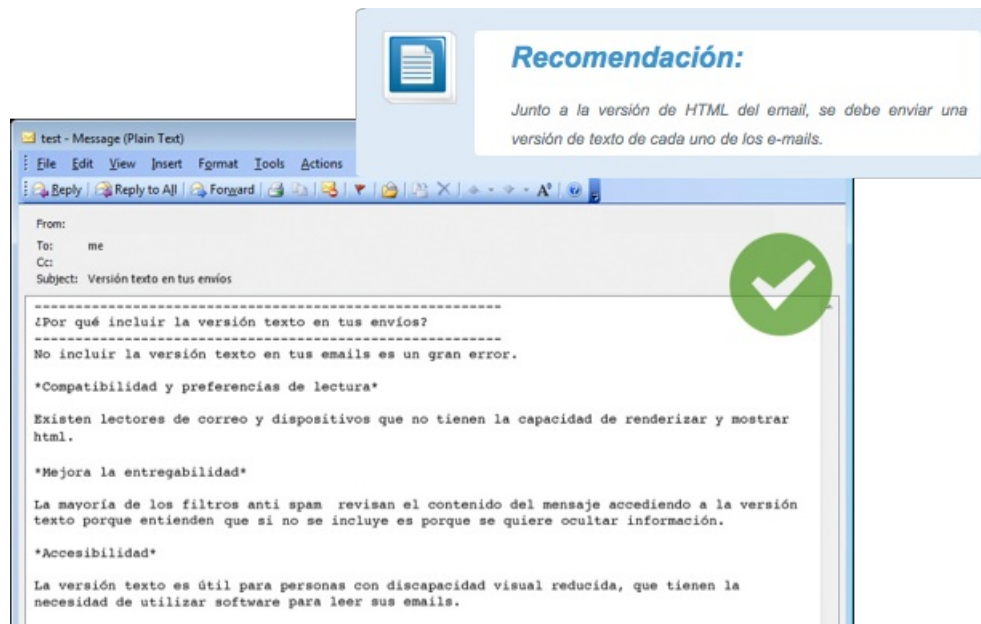 Recomendación:
Junto a la versión de HTML del email, se debe enviar una
versión de texto de cada uno de los e-mails.
test - Message (Plain Text)
File Edit View Insert Format Tools Actions
Reply Reply to All Forward
From:
To: me
Cc:
Subject: Versión texto en tus envíos
----------------------------------------------------------
¿Por qué incluir la versión texto en tus envíos?
----------------------------------------------------------
No incluir la versión texto en tus emails es un gran error.
*Compatibilidad y preferencias de lectura*
Existen lectores de correo y dispositivos que no tienen la capacidad de renderizar y mostrar
html.
*Mejora la entregabilidad*
La mayoría de los filtros anti spam revisan el contenido del mensaje accediendo a la versión
texto porque entienden que si no se incluye es porque se quiere ocultar información.
*Accesibilidad*
La versión texto es útil para personas con discapacidad visual reducida, que tienen la
necesidad de utilizar software para leer sus emails.